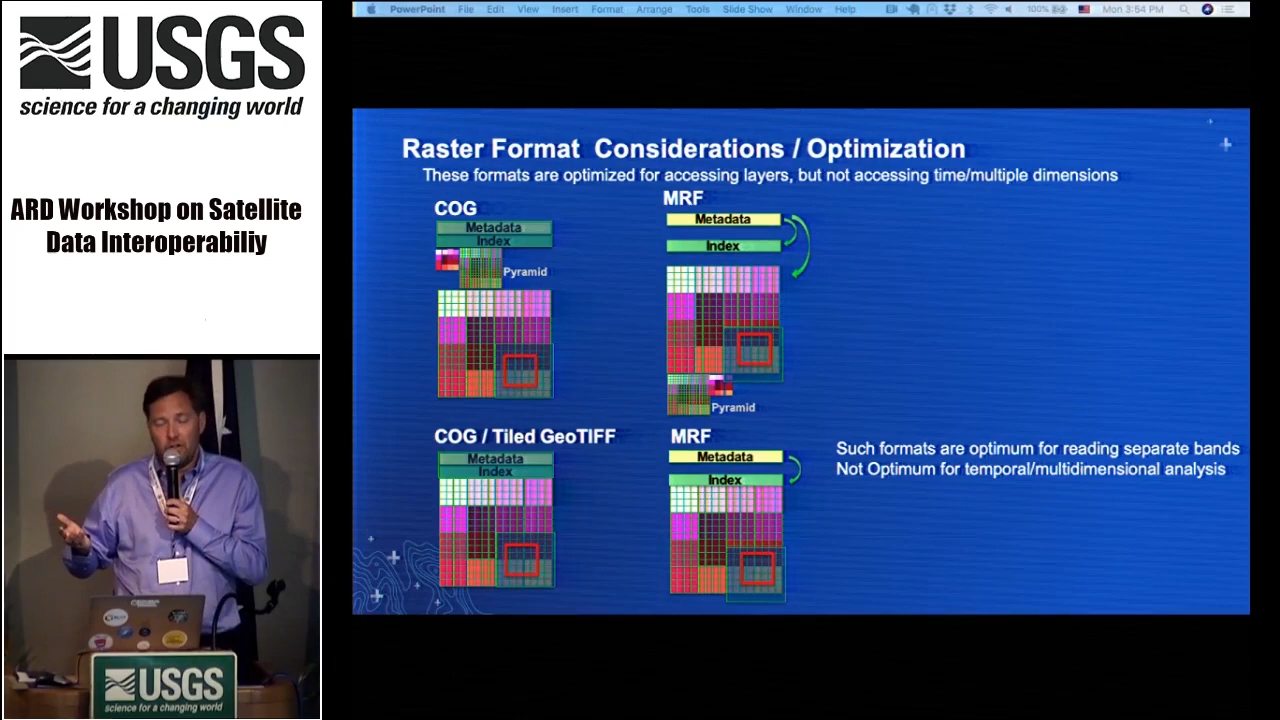 USGS
science for a changing world
ARD Workshop on Satellite
Data Interoperabiliy
USGS
science for a changing world
PowerPoint File Edit View Insert Format Arrange Tools Slide Show Window Help 100% Mon 3:54 PM
Raster Format Considerations / Optimization
These formats are optimized for accessing layers, but not accessing time/multiple dimensions
COG
Metadata
Index
Pyramid
MRF
Metadata
Index
Pyramid
COG / Tiled GeoTIFF
Metadata
Index
MRF
Metadata
Index
Such formats are optimum for reading separate bands
Not Optimum for temporal/multidimensional analysis